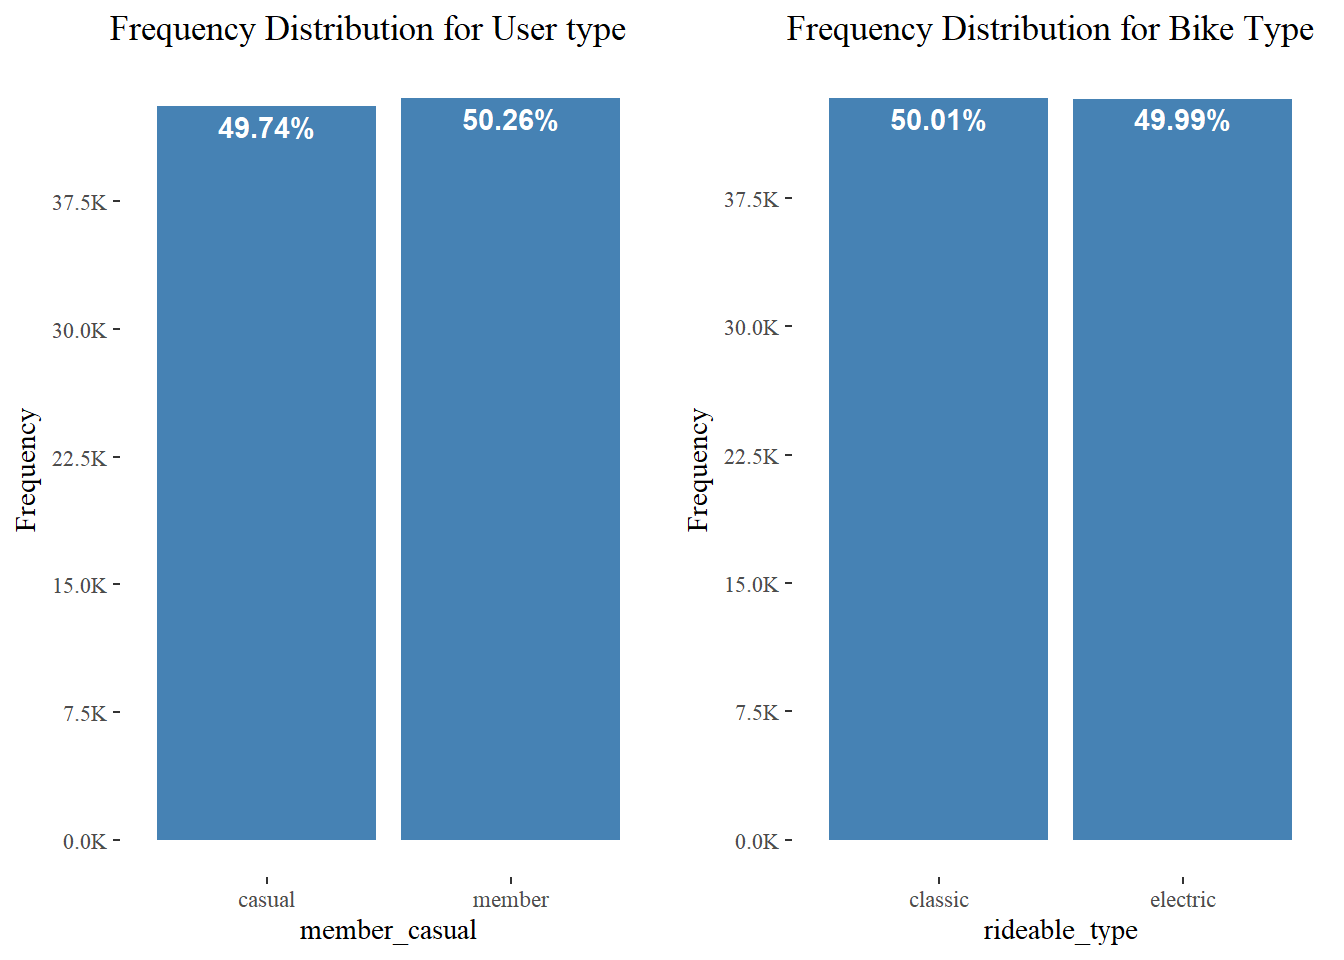 Frequency Distribution for User type
49.74%
50.26%
37.5K
30.0K
22.5K
15.0K
7.5K
0.0K
Frequency
casual
member
member_casual
Frequency Distribution for Bike Type
50.01%
49.99%
37.5K
30.0K
22.5K
15.0K
7.5K
0.0K
Frequency
classic
electric
rideable_type